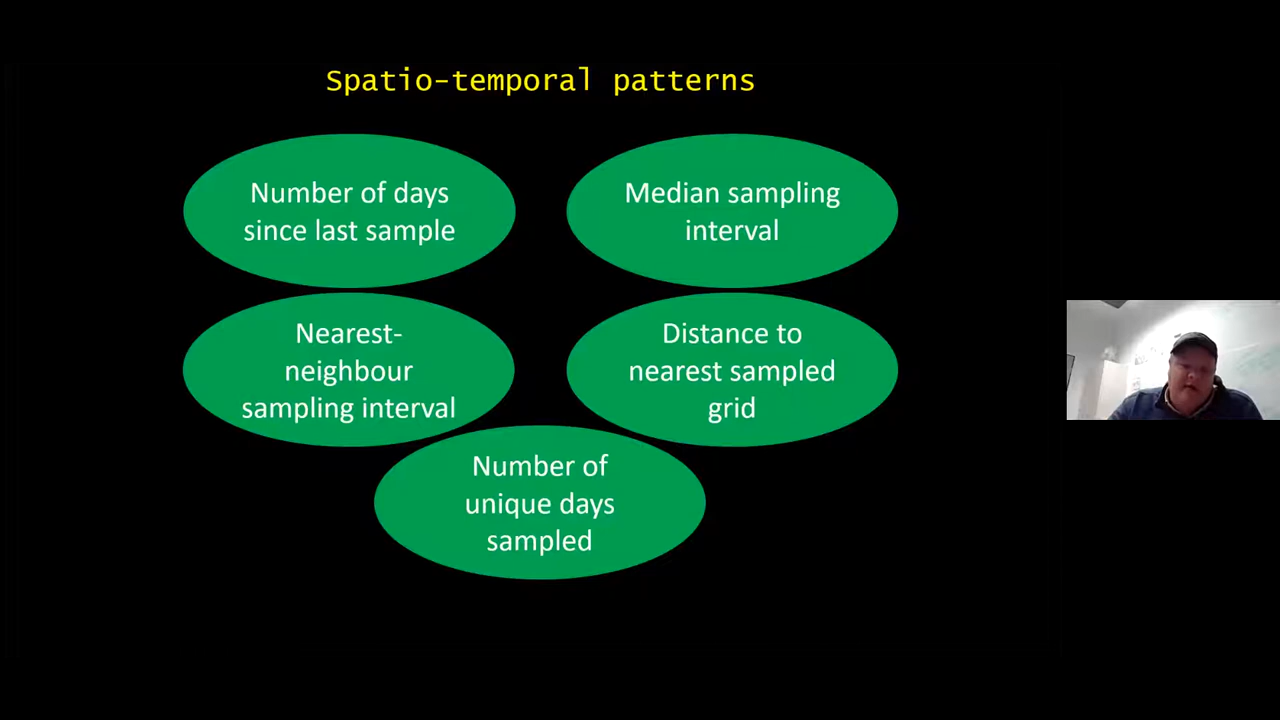 Spatio-temporal patterns
Number of days
since last sample
Median sampling
interval
Nearest-
neighbour
sampling interval
Distance to
nearest sampled
grid
Number of
unique days
sampled